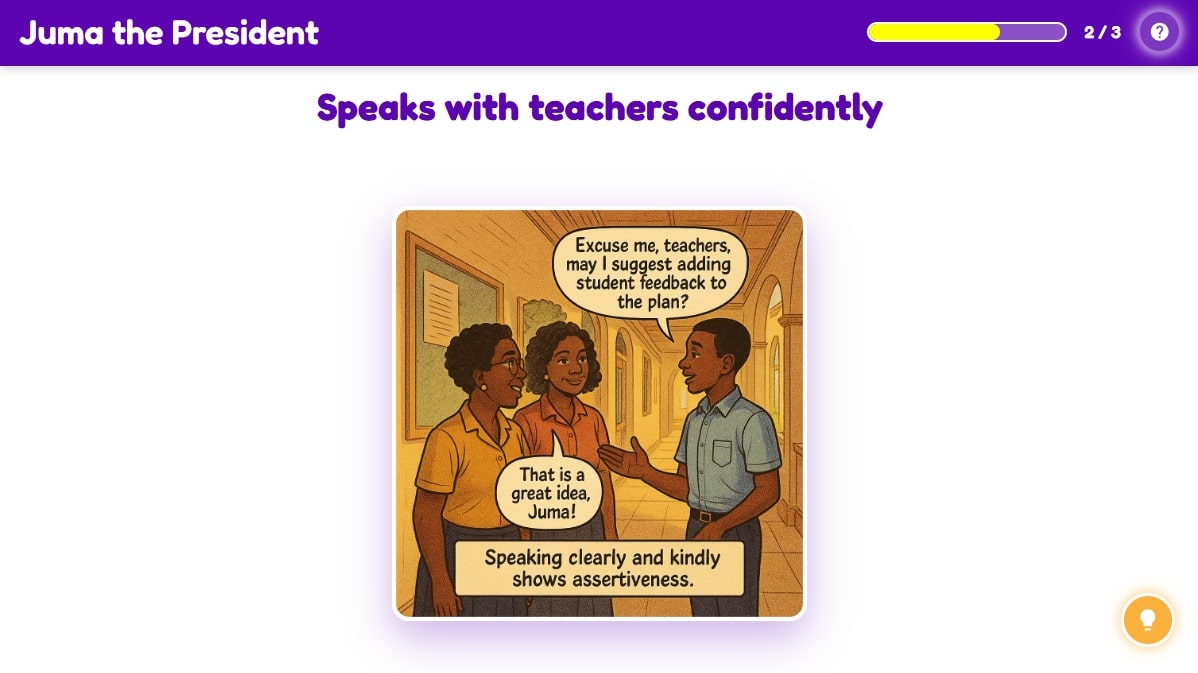 Juma the President
2 / 3
?
Speaks with teachers confidently
Excuse me, teachers,
may I suggest adding
student feedback to
the plan?
That is a
great idea,
Juma!
Speaking clearly and kindly
shows assertiveness.